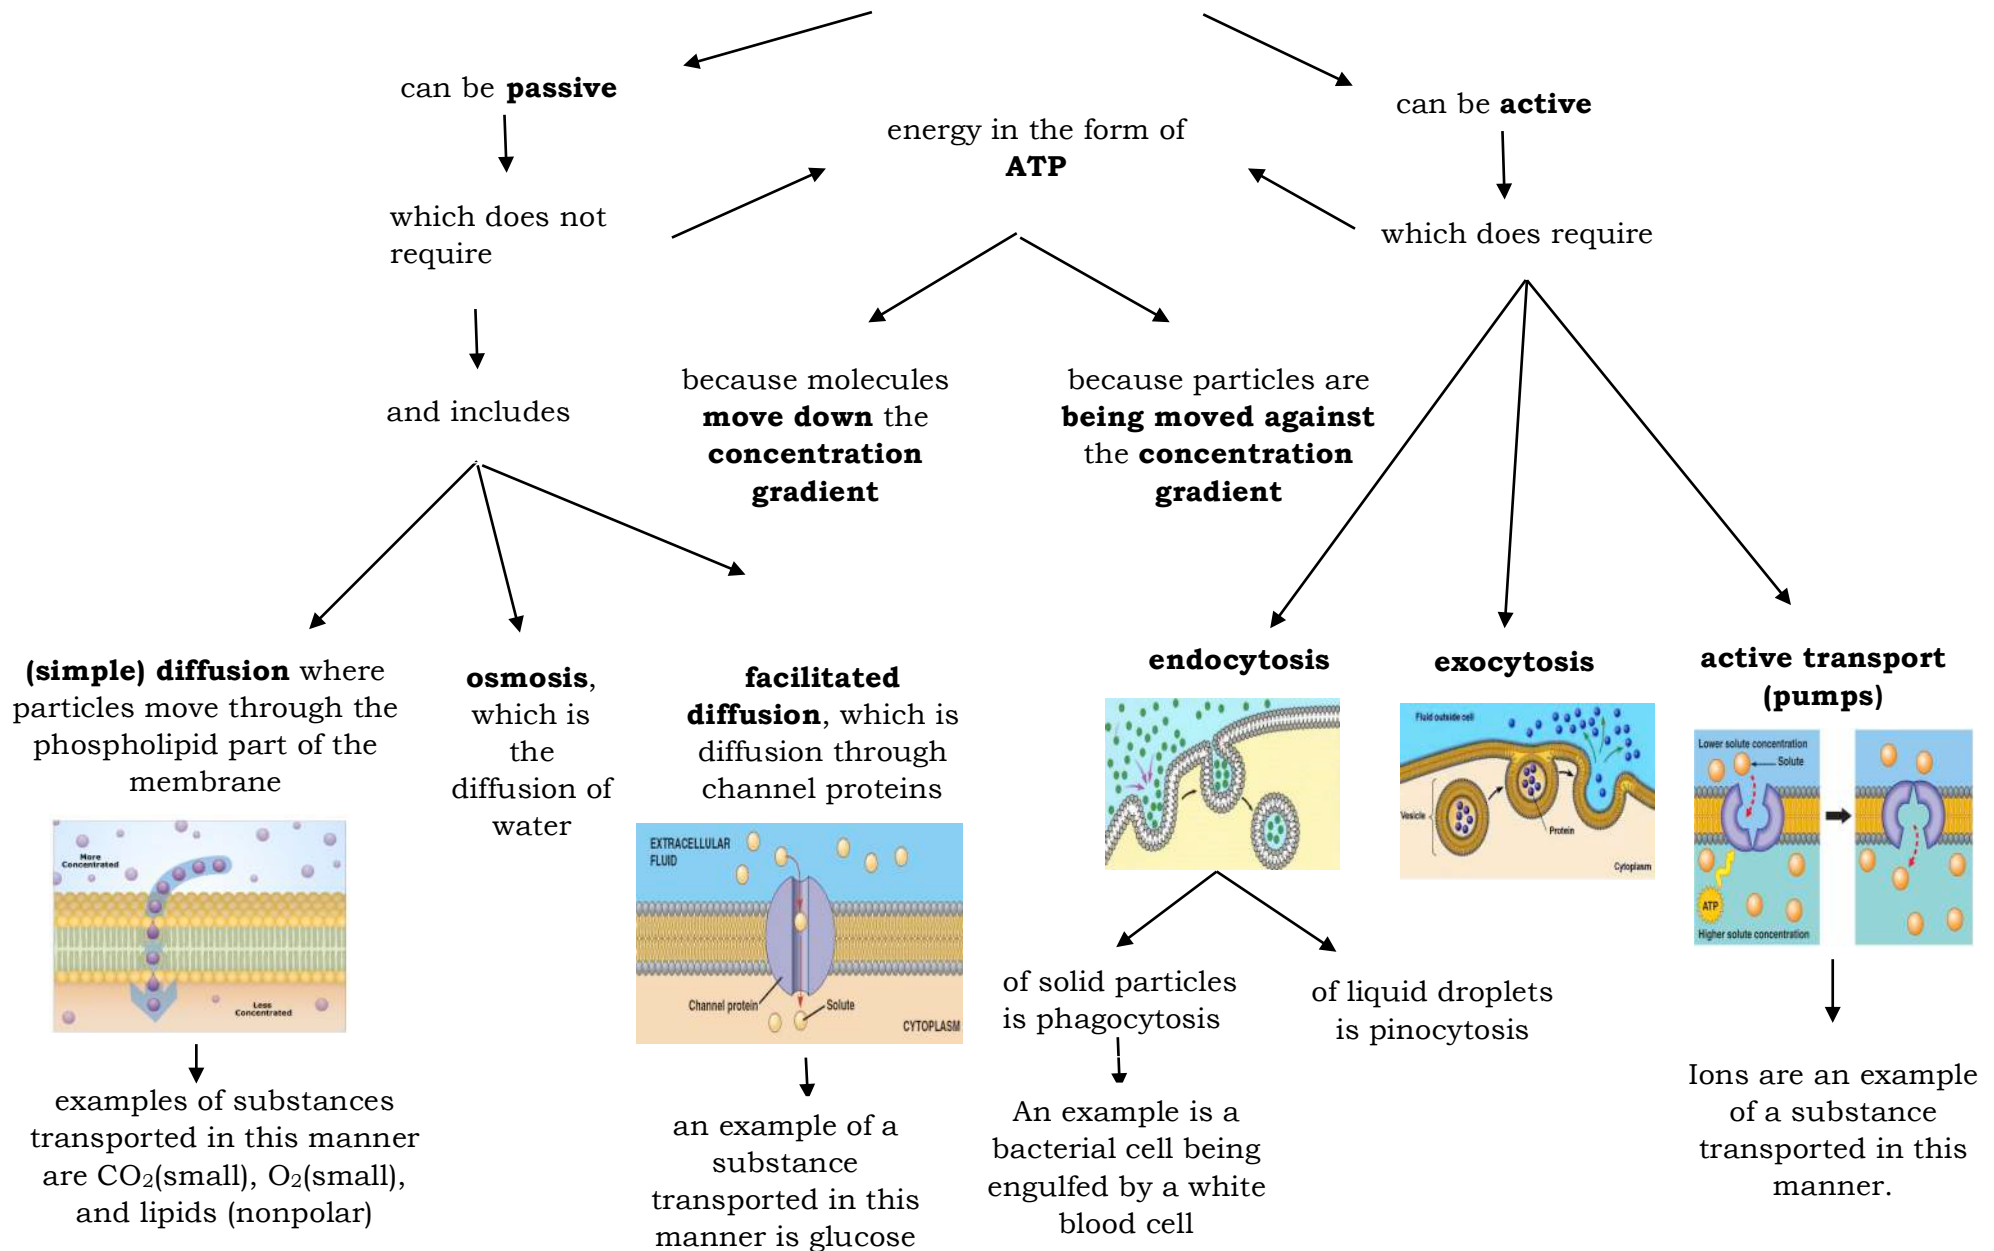 can be passive
can be active
energy in the form of
ATP
which does not
require
which does require
and includes
because molecules
move down the
concentration
gradient
because particles are
being moved against
the concentration
gradient
(simple) diffusion where
particles move through the
phospholipid part of the
membrane
osmosis,
which is
the
diffusion of
water
facilitated
diffusion, which is
diffusion through
channel proteins
endocytosis
exocytosis
active transport
(pumps)
More
Concentrated
Less
Concentrated
EXTRACELLULAR
FLUID
Channel protein
Solute
CYTOPLASM
Fluid outside cell
Vesicle
Protein
Cytoplasm
Lower solute concentration
Solute
ATP
Higher solute concentration
of solid particles
is phagocytosis
of liquid droplets
is pinocytosis
examples of substances
transported in this manner
are CO₂(small), O₂(small),
and lipids (nonpolar)
an example of a
substance
transported in this
manner is glucose
An example is a
bacterial cell being
engulfed by a white
blood cell
Ions are an example
of a substance
transported in this
manner.